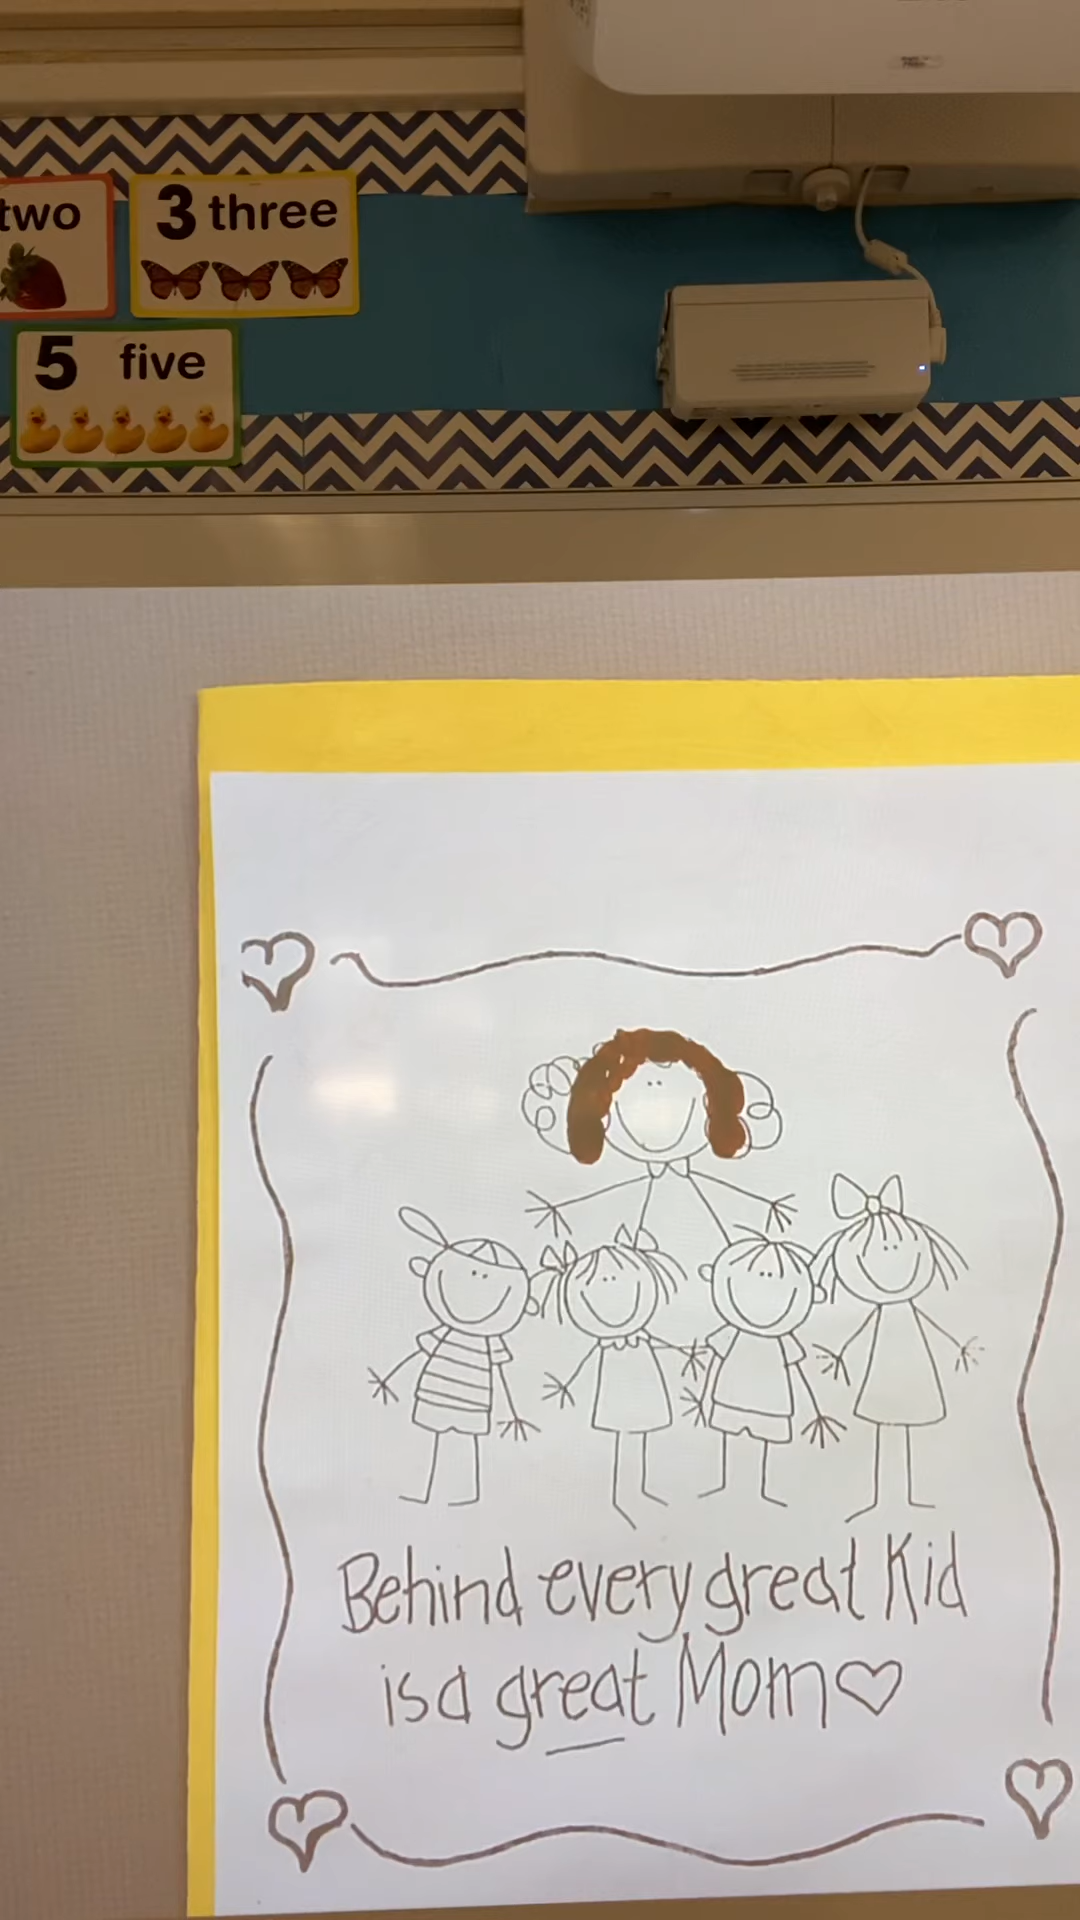 two
3 three
5 five
Behind every great Kid
is a great Mom♡